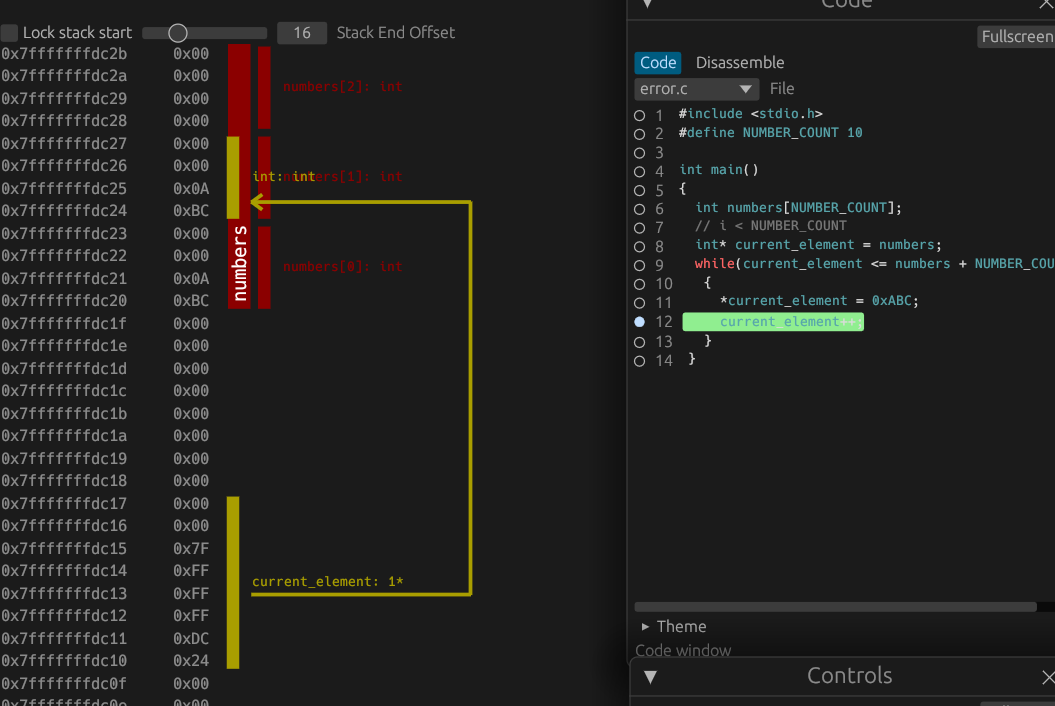 Lock stack start 16 Stack End Offset
0x7fffffffdc2b 0x00
0x7fffffffdc2a 0x00
0x7fffffffdc29 0x00
0x7fffffffdc28 0x00
0x7fffffffdc27 0x00
0x7fffffffdc26 0x00
0x7fffffffdc25 0x0A
0x7fffffffdc24 0xBC
0x7fffffffdc23 0x00
0x7fffffffdc22 0x00
0x7fffffffdc21 0x0A
0x7fffffffdc20 0xBC
0x7fffffffdc1f 0x00
0x7fffffffdc1e 0x00
0x7fffffffdc1d 0x00
0x7fffffffdc1c 0x00
0x7fffffffdc1b 0x00
0x7fffffffdc1a 0x00
0x7fffffffdc19 0x00
0x7fffffffdc18 0x00
0x7fffffffdc17 0x00
0x7fffffffdc16 0x00
0x7fffffffdc15 0x7F
0x7fffffffdc14 0xFF
0x7fffffffdc13 0xFF
0x7fffffffdc12 0xFF
0x7fffffffdc11 0xDC
0x7fffffffdc10 0x24
0x7fffffffdc0f 0x00
0x7fffffffdc0e 0x00
numbers
numbers[2]: int
int: int
numbers[1]: int
numbers[0]: int
current_element: 1*
Code
Fullscreen
Code Disassemble
error.c File
1 #include <stdio.h>
2 #define NUMBER_COUNT 10
3
4 int main()
5 {
6 int numbers[NUMBER_COUNT];
7 // i < NUMBER_COUNT
8 int* current_element = numbers;
9 while(current_element <= numbers + NUMBER_COU
10 {
11 *current_element = 0xABC;
12 current_element++;
13 }
14 }
Theme
Code window
Controls